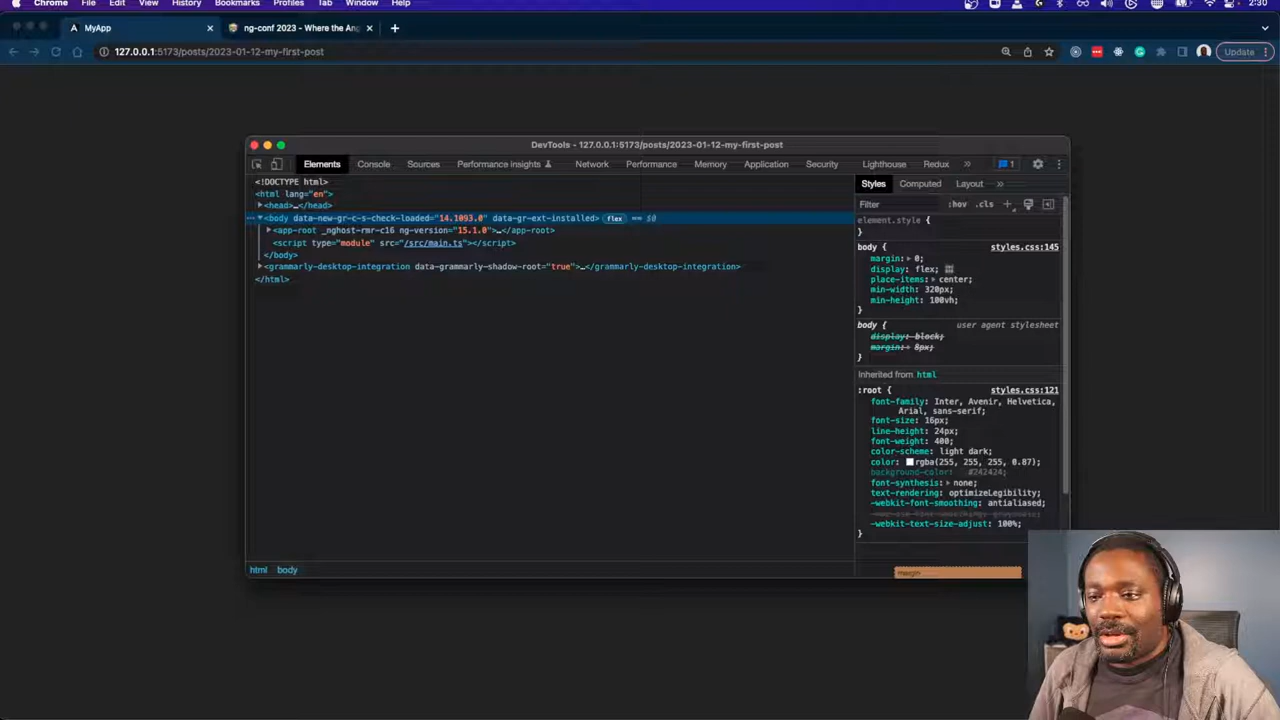 Chrome File Edit View History Bookmarks Profiles Tab Window Help 2:30
MyApp
ng-conf 2023 – Where the Ang
127.0.0.1:5173/posts/2023-01-12-my-first-post
Update
DevTools - 127.0.0.1:5173/posts/2023-01-12-my-first-post
Elements Console Sources Performance insights Network Performance Memory Application Security Lighthouse Redux » 1
<!DOCTYPE html>
<html lang="en">
<head>…</head>
<body data-new-gr-c-s-check-loaded="14.1093.0" data-gr-ext-installed> flex == $0
<app-root _nghost-rmr-c16 ng-version="15.1.0">…</app-root>
<script type="module" src="/src/main.ts"></script>
</body>
<grammarly-desktop-integration data-grammarly-shadow-root="true">…</grammarly-desktop-integration>
</html>
html body
Styles Computed Layout »
Filter :hov .cls +
element.style {
}
body { styles.css:145
margin: 0;
display: flex;
place-items: center;
min-width: 320px;
min-height: 100vh;
}
body { user agent stylesheet
display: block;
margin: 8px;
}
Inherited from html
:root { styles.css:121
font-family: Inter, Avenir, Helvetica,
Arial, sans-serif;
font-size: 16px;
line-height: 24px;
font-weight: 400;
color-scheme: light dark;
color: rgba(255, 255, 255, 0.87);
background-color: #242424;
font-synthesis: none;
text-rendering: optimizeLegibility;
-webkit-font-smoothing: antialiased;
-webkit-text-size-adjust: 100%;
}
margin